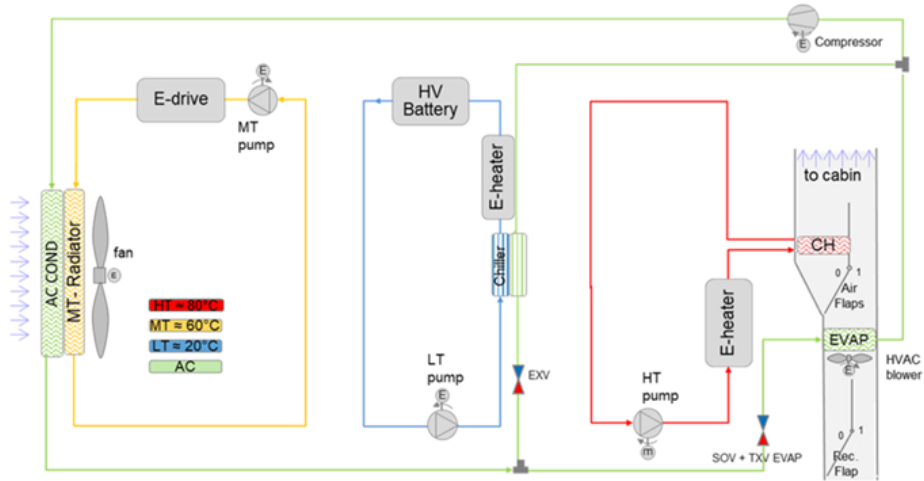 E
Compressor
E-drive
E
MT
pump
HV
Battery
E-heater
Chiller
to cabin
CH
0 1
Air
Flaps
AC COND
MT- Radiator
fan
E
HT ≈ 80°C
MT ≈ 60°C
LT ≈ 20°C
AC
E-heater
EVAP
E
HVAC
blower
LT
pump
E
EXV
HT
pump
m
SOV + TXV EVAP
0 1
Rec.
Flap